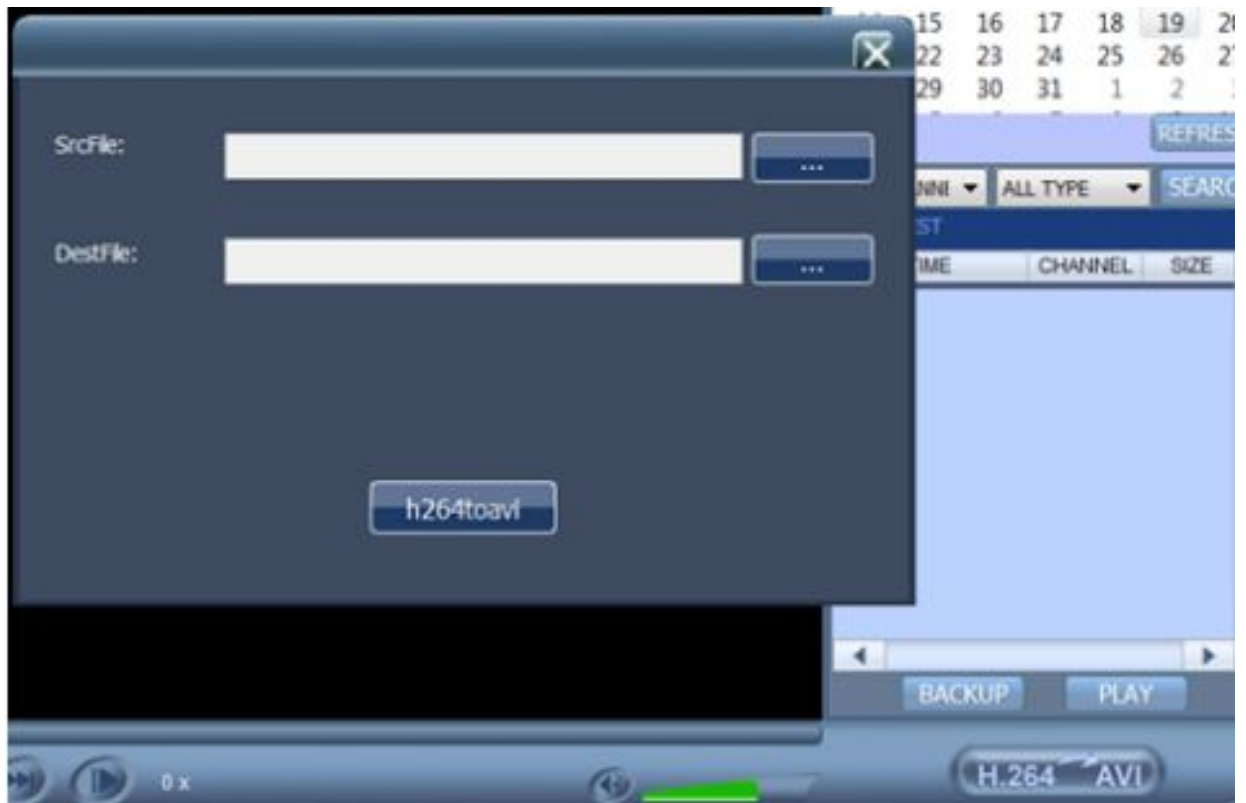 15 16 17 18 19
22 23 24 25 26
29 30 31 1 2
SrcFile: ...
DestFile: ...
h264toavi
ALL TYPE
CHANNEL SIZE
BACKUP PLAY
0 x
H.264 AVI